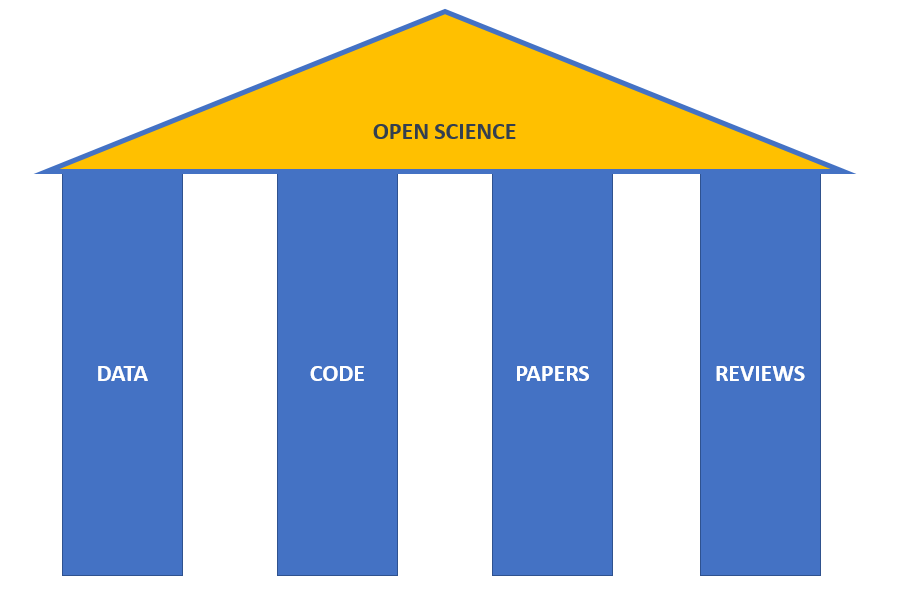 OPEN SCIENCE
DATA
CODE
PAPERS
REVIEWS